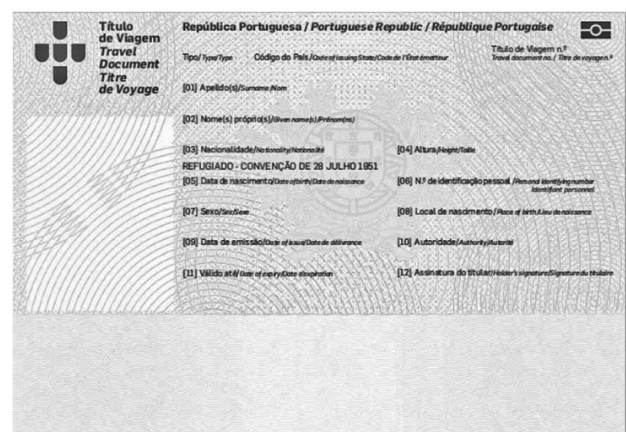 Título
de Viagem
Travel
Document
Titre
de Voyage
República Portuguesa / Portuguese Republic / République Portugaise
Tipo/Type/Type Código do País/Code of issuing State/Code de l'État émetteur
Título de Viagem n.º
Travel document no. / Titre de voyage n.º
[01] Apelido(s)/Surname/Nom
[02] Nome(s) próprio(s)/Given name(s)/Prénom(ns)
[03] Nacionalidade/Nationality/Nationalité [04] Altura/Height/Taille
REFUGIADO - CONVENÇÃO DE 28 JULHO 1951
[05] Data de nascimento/Date of birth/Date de naissance [06] N.º de identificação pessoal /Personal identifying number
Identifiant personnel
[07] Sexo/Sex/Sexe [08] Local de nascimento/Place of birth/Lieu de naissance
[09] Data de emissão/Date of issue/Date de délivrance [10] Autoridade/Authority/Autorité
[11] Válido até/Date of expiry/Date d'expiration [12] Assinatura do titular/Holder's signature/Signature du titulaire